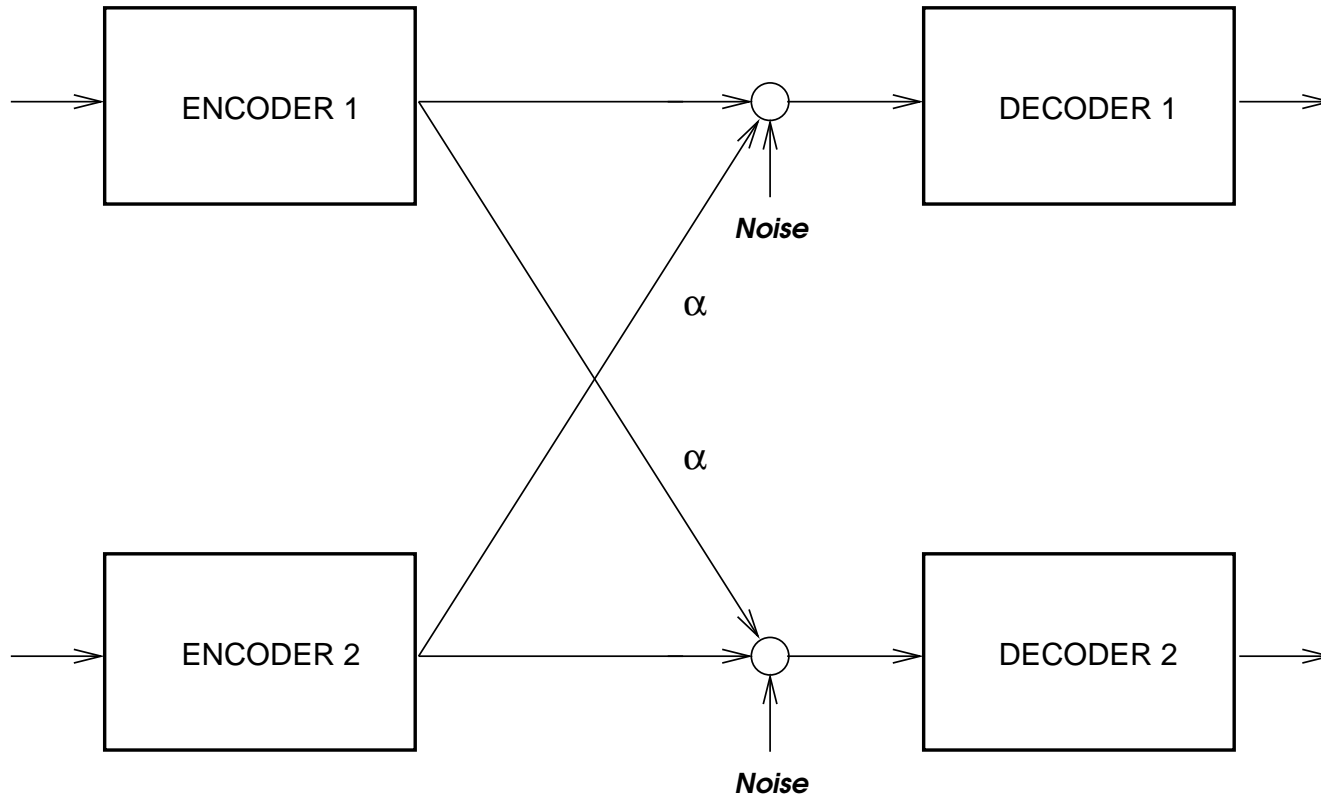 ENCODER 1
DECODER 1
Noise
α
α
ENCODER 2
DECODER 2
Noise